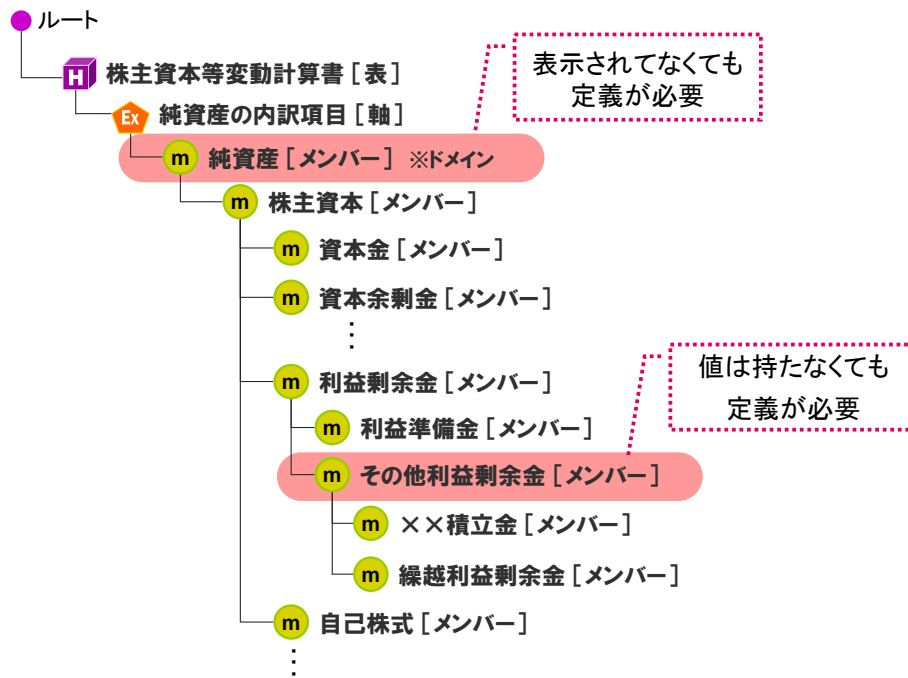 ルート
表示されてなくても
定義が必要
H 株主資本等変動計算書［表］
Ex 純資産の内訳項目［軸］
m 純資産［メンバー］ ※ドメイン
m 株主資本［メンバー］
m 資本金［メンバー］
m 資本余剰金［メンバー］
⋮
値は持たなくても
定義が必要
m 利益剰余金［メンバー］
m 利益準備金［メンバー］
m その他利益剰余金［メンバー］
m ××積立金［メンバー］
m 繰越利益剰余金［メンバー］
m 自己株式［メンバー］
⋮